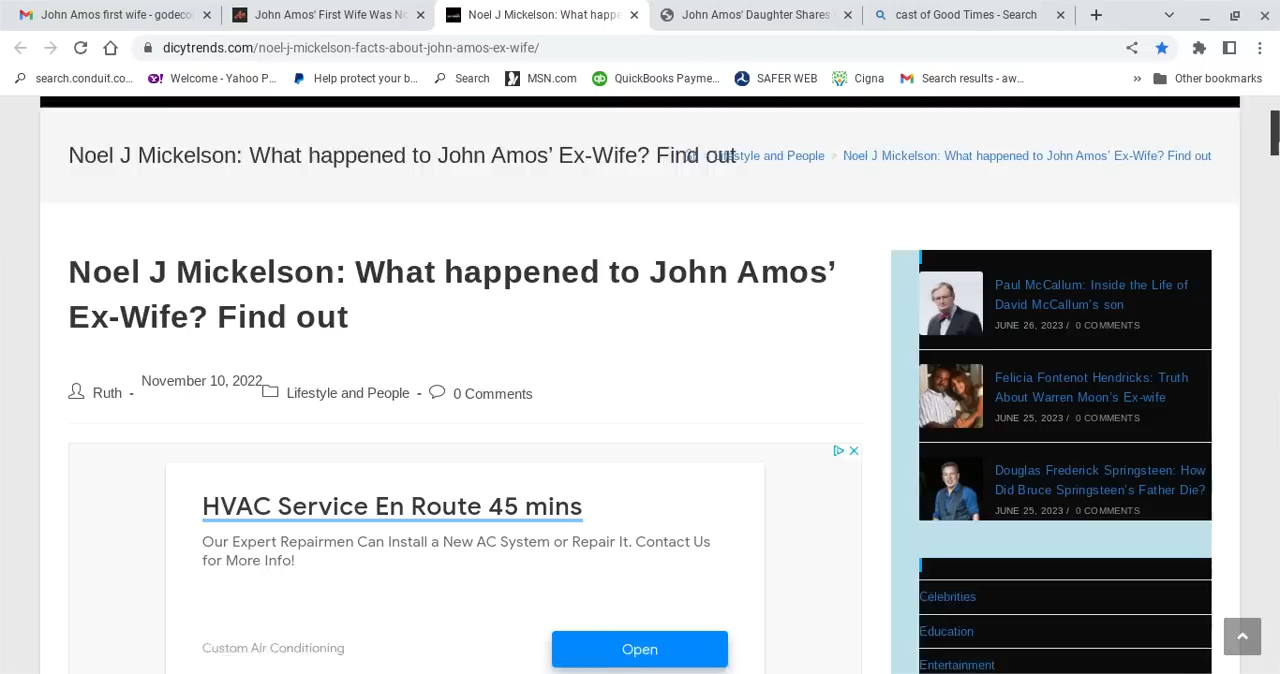 John Amos first wife - godeco
John Amos' First Wife Was No
Noel J Mickelson: What happe
John Amos' Daughter Shares
cast of Good Times - Search
dicytrends.com/noel-j-mickelson-facts-about-john-amos-ex-wife/
search.conduit.co...
Welcome - Yahoo P...
Help protect your b...
Search
MSN.com
QuickBooks Payme...
SAFER WEB
Cigna
Search results - aw...
»
Other bookmarks
Noel J Mickelson: What happened to John Amos' Ex-Wife? Find out
Lifestyle and People > Noel J Mickelson: What happened to John Amos' Ex-Wife? Find out
Noel J Mickelson: What happened to John Amos'
Ex-Wife? Find out
Ruth - November 10, 2022 Lifestyle and People - 0 Comments
HVAC Service En Route 45 mins
Our Expert Repairmen Can Install a New AC System or Repair It. Contact Us
for More Info!
Custom Air Conditioning
Open
Paul McCallum: Inside the Life of
David McCallum's son
JUNE 26, 2023 / 0 COMMENTS
Felicia Fontenot Hendricks: Truth
About Warren Moon's Ex-wife
JUNE 25, 2023 / 0 COMMENTS
Douglas Frederick Springsteen: How
Did Bruce Springsteen's Father Die?
JUNE 25, 2023 / 0 COMMENTS
Celebrities
Education
Entertainment